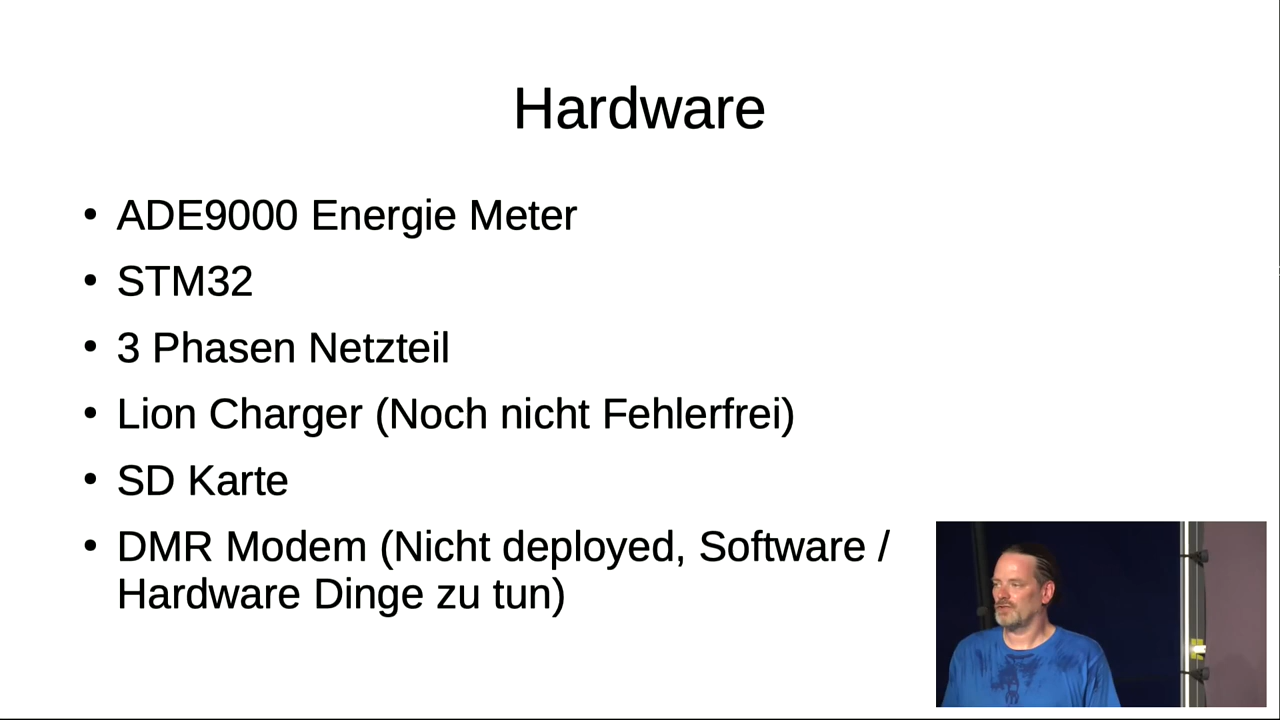 Hardware
• ADE9000 Energie Meter
• STM32
• 3 Phasen Netzteil
• Lion Charger (Noch nicht Fehlerfrei)
• SD Karte
• DMR Modem (Nicht deployed, Software /
Hardware Dinge zu tun)